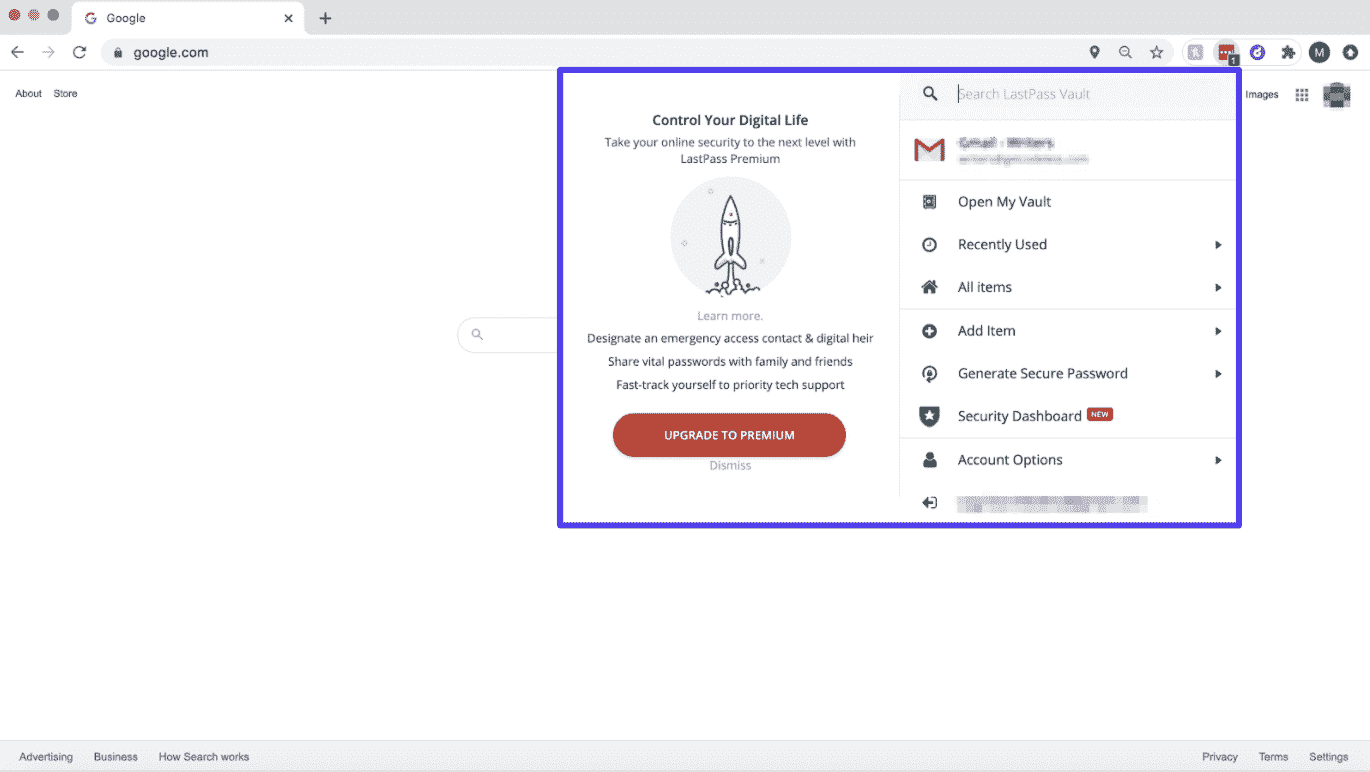 Google
google.com
1
M
About Store
Images
Control Your Digital Life
Take your online security to the next level with
LastPass Premium
Learn more.
Designate an emergency access contact & digital heir
Share vital passwords with family and friends
Fast-track yourself to priority tech support
UPGRADE TO PREMIUM
Dismiss
Search LastPass Vault
Open My Vault
Recently Used
All items
Add Item
Generate Secure Password
Security Dashboard NEW
Account Options
Advertising Business How Search works
Privacy Terms Settings